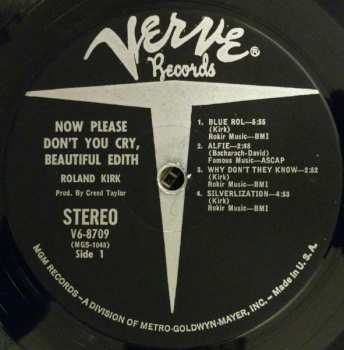 Verve®
Records
NOW PLEASE
DON'T YOU CRY,
BEAUTIFUL EDITH
ROLAND KIRK
Prod. By Creed Taylor
STEREO
V6-8709
(MGS-1048)
Side 1
1. BLUE ROL—5:55
(Kirk)
Rokir Music—BMI
2. ALFIE—2:48
(Bacharach-David)
Famous Music—ASCAP
3. WHY DON'T THEY KNOW—2:52
(Kirk)
Rokir Music—BMI
4. SILVERLIZATION—4:53
(Kirk)
Rokir Music—BMI
MGM RECORDS—A DIVISION OF METRO-GOLDWYN-MAYER, INC.—Made in U.S.A.